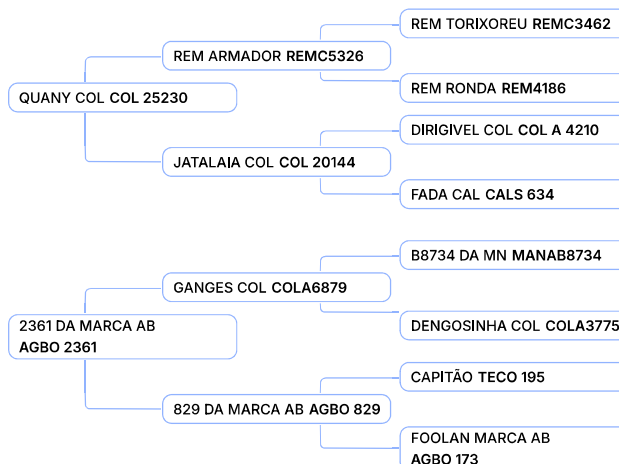 REM TORIXOREU REMC3462
REM ARMADOR REMC5326
REM RONDA REM4186
QUANY COL COL 25230
DIRIGIVEL COL COL A 4210
JATALAIA COL COL 20144
FADA CAL CALS 634
B8734 DA MN MANAB8734
GANGES COL COLA6879
2361 DA MARCA AB
AGBO 2361
DENGOSINHA COL COLA3775
CAPITÃO TECO 195
829 DA MARCA AB AGBO 829
FOOLAN MARCA AB
AGBO 173